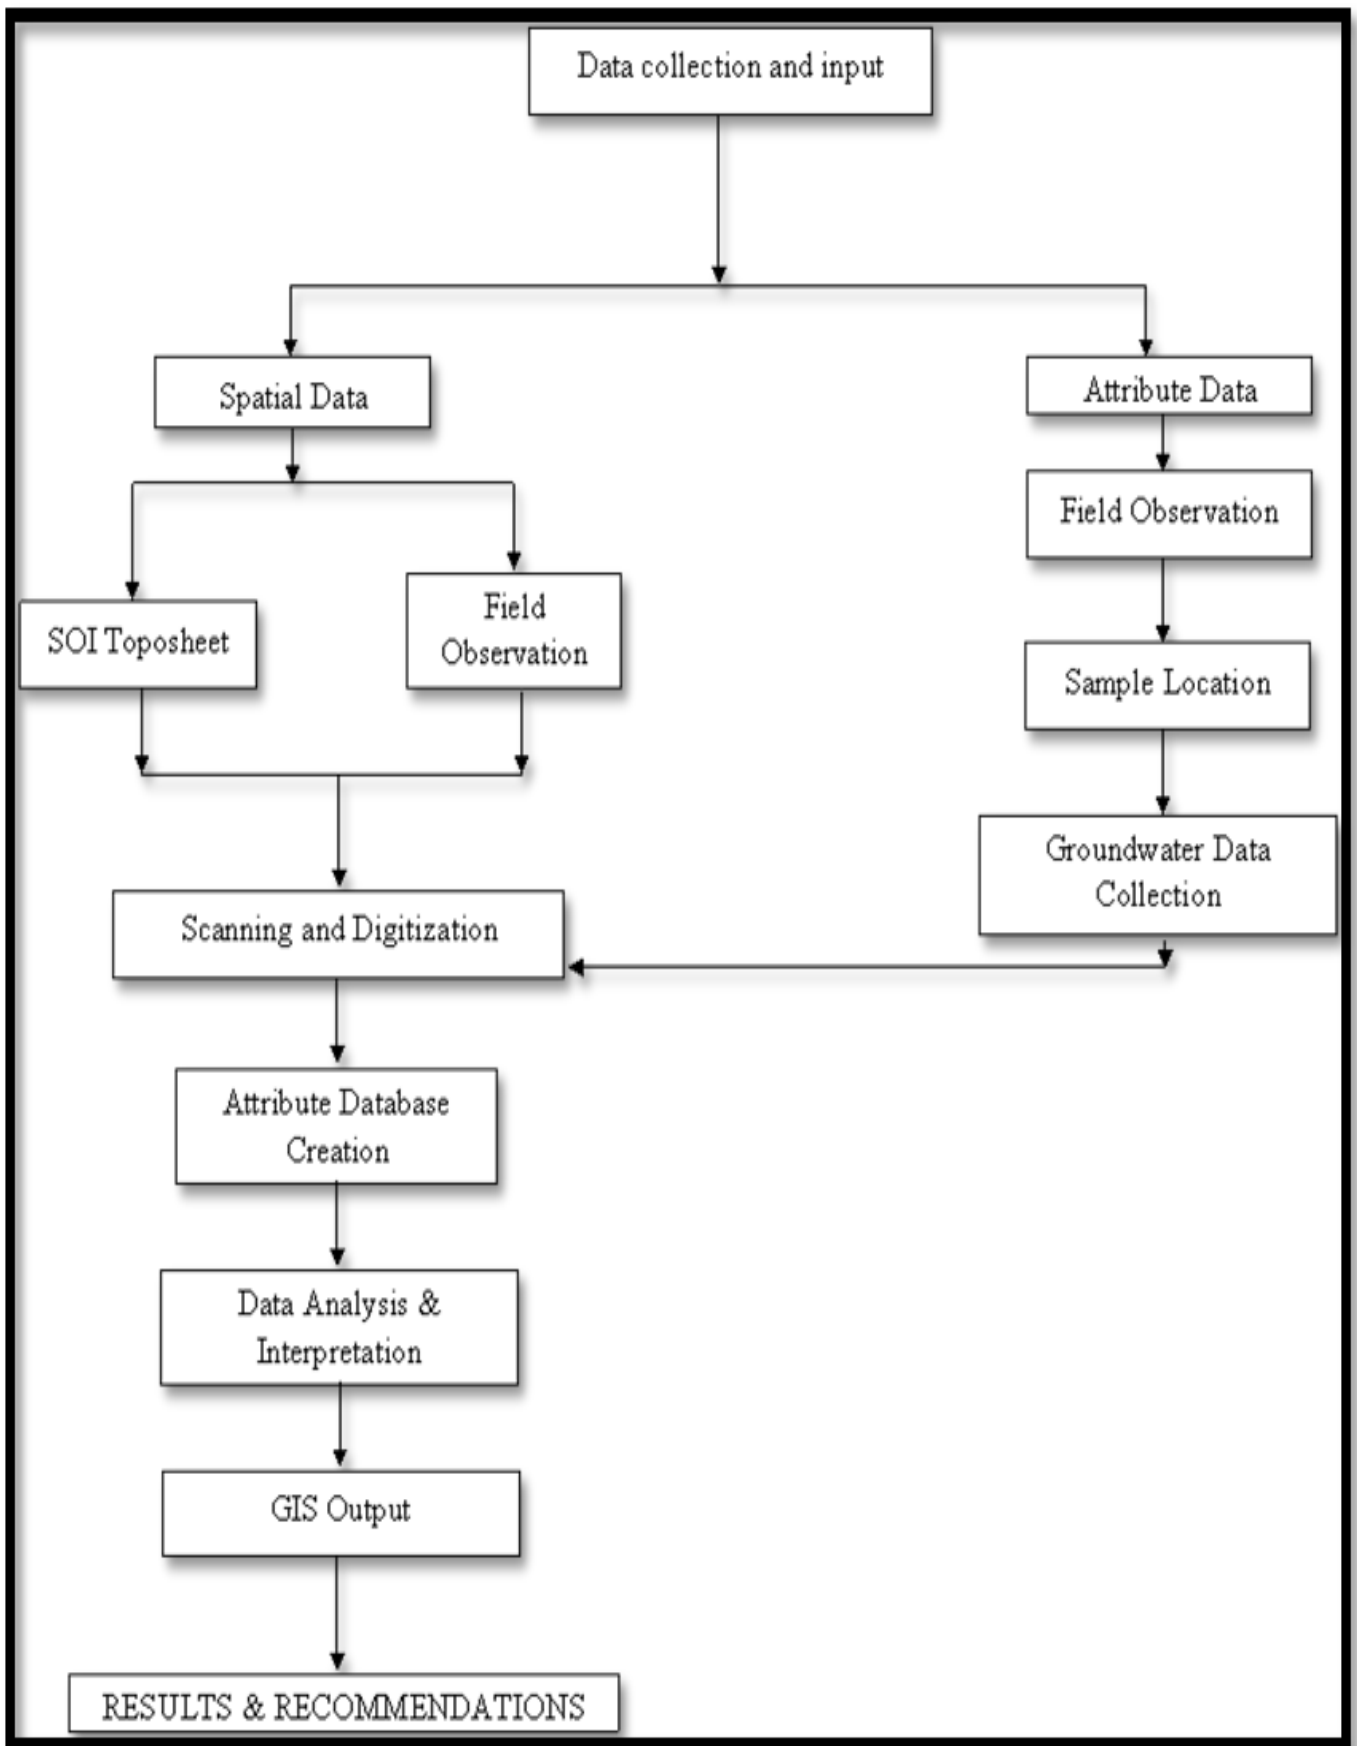 Data collection and input
Spatial Data
Attribute Data
Field Observation
SOI Toposheet
Field
Observation
Sample Location
Groundwater Data
Collection
Scanning and Digitization
Attribute Database
Creation
Data Analysis &
Interpretation
GIS Output
RESULTS & RECOMMENDATIONS